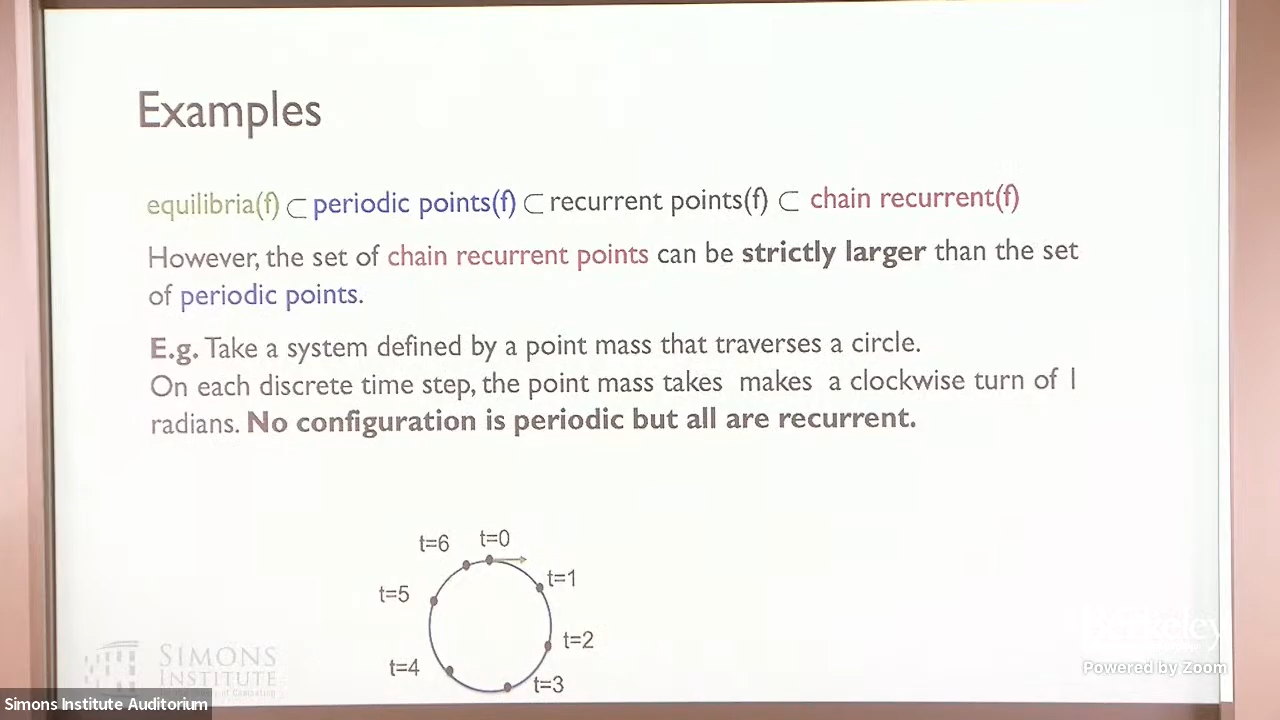 Examples
equilibria(f) ⊂ periodic points(f) ⊂ recurrent points(f) ⊂ chain recurrent(f)
However, the set of chain recurrent points can be strictly larger than the set
of periodic points.
E.g. Take a system defined by a point mass that traverses a circle.
On each discrete time step, the point mass takes makes a clockwise turn of 1
radians. No configuration is periodic but all are recurrent.
t=6 t=0
t=1
t=5
t=2
t=4
t=3
SIMONS
INSTITUTE
Berkeley
Powered by Zoom
Simons Institute Auditorium